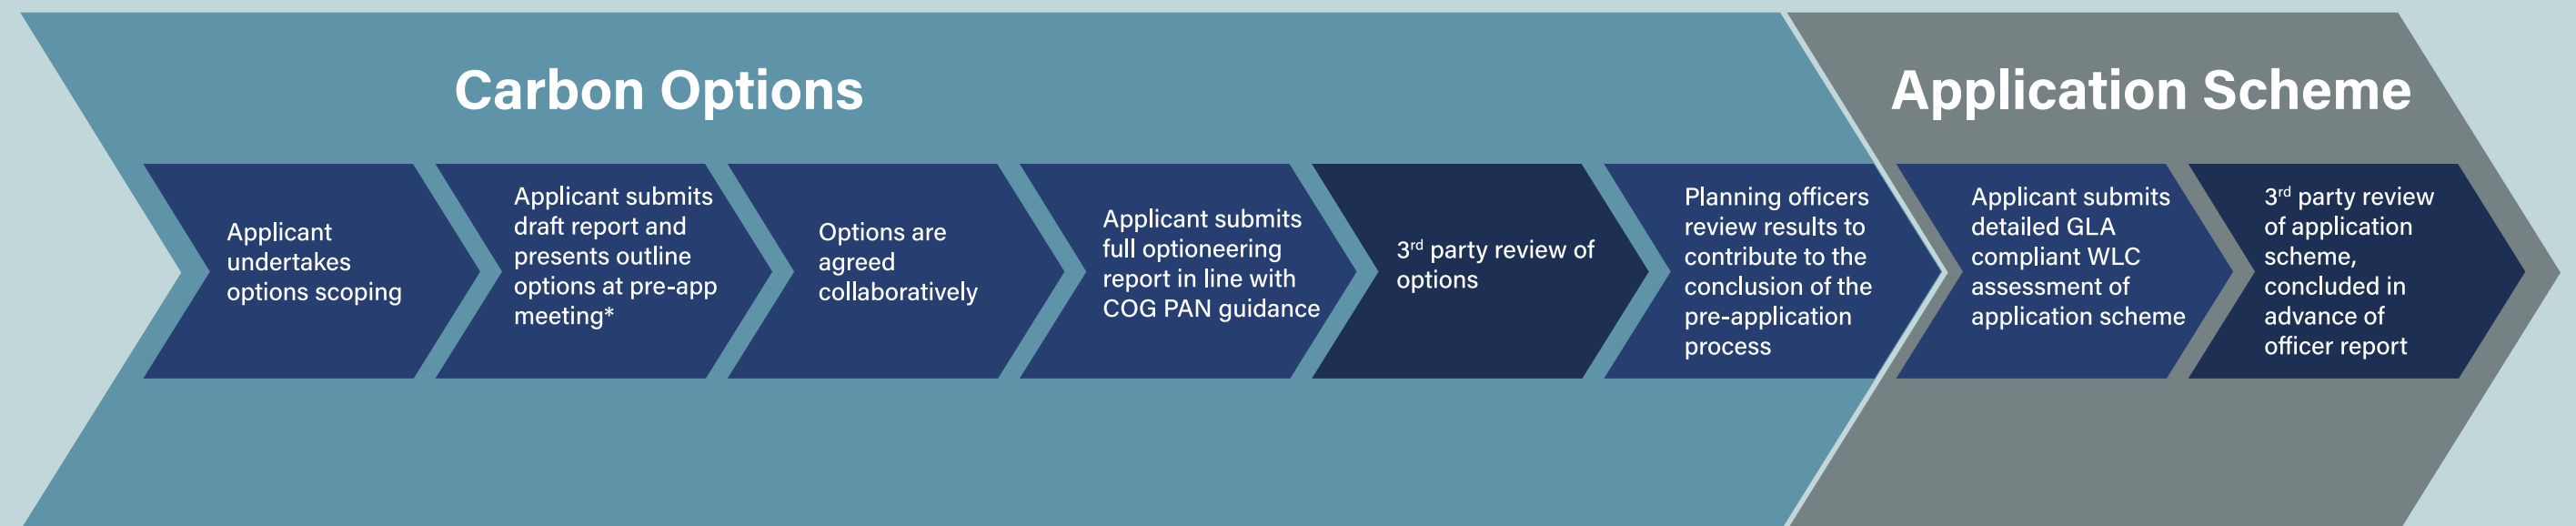 Carbon Options
Application Scheme
Applicant
undertakes
options scoping
Applicant submits
draft report and
presents outline
options at pre-app
meeting*
Options are
agreed
collaboratively
Applicant submits
full optioneering
report in line with
COG PAN guidance
3rd party review of
options
Planning officers
review results to
contribute to the
conclusion of the
pre-application
process
Applicant submits
detailed GLA
compliant WLC
assessment of
application scheme
3rd party review
of application
scheme,
concluded in
advance of
officer report